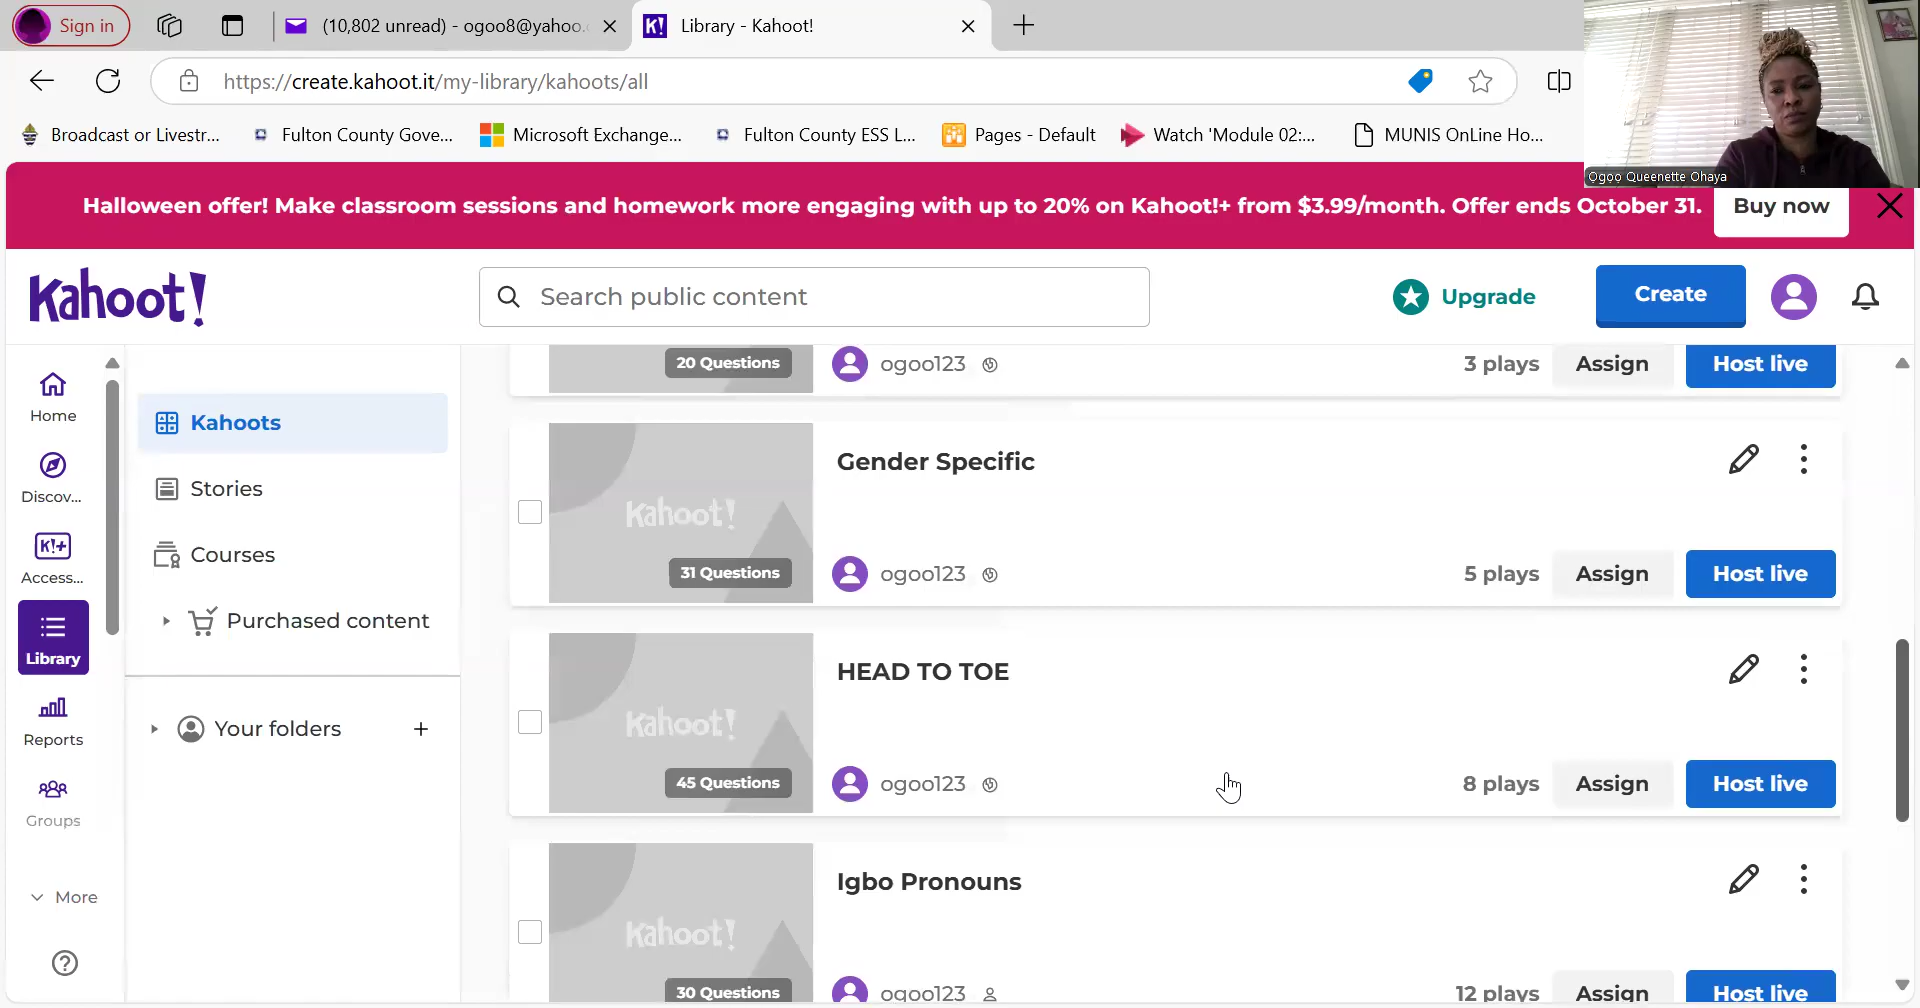 Sign in
(10,802 unread) - ogoo8@yahoo.
Library - Kahoot!
https://create.kahoot.it/my-library/kahoots/all
Broadcast or Livestr...
Fulton County Gove...
Microsoft Exchange...
Fulton County ESS L...
Pages - Default
Watch 'Module 02:...
MUNIS OnLine Ho...
Ogoo Queenette Ohaya
Halloween offer! Make classroom sessions and homework more engaging with up to 20% on Kahoot!+ from $3.99/month. Offer ends October 31.
Buy now
Kahoot!
Search public content
Upgrade
Create
Home
Discov...
K!+
Access...
Library
Reports
Groups
More
Kahoots
Stories
Courses
Purchased content
Your folders
20 Questions
ogoo123
3 plays
Assign
Host live
Gender Specific
Kahoot!
31 Questions
ogoo123
5 plays
Assign
Host live
HEAD TO TOE
Kahoot!
45 Questions
ogoo123
8 plays
Assign
Host live
Igbo Pronouns
Kahoot!
30 Questions
ogoo123
12 plays
Assign
Host live